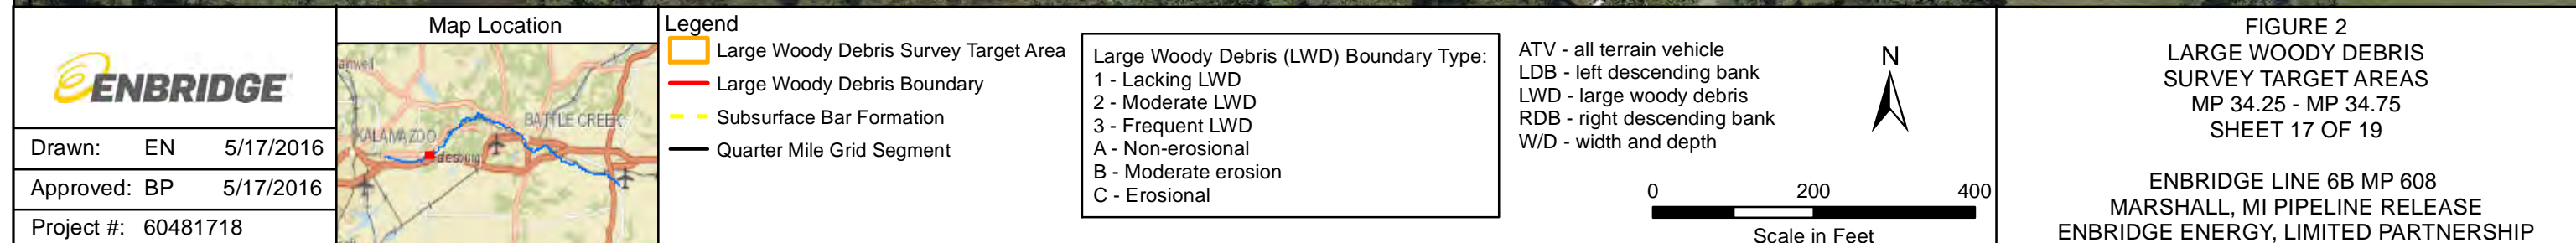 ENBRIDGE
Drawn: EN 5/17/2016
Approved: BP 5/17/2016
Project #: 60481718
Map Location
KALAMAZOO
BATTLE CREEK
Legend
Large Woody Debris Survey Target Area
Large Woody Debris Boundary
Subsurface Bar Formation
Quarter Mile Grid Segment
Large Woody Debris (LWD) Boundary Type:
1 - Lacking LWD
2 - Moderate LWD
3 - Frequent LWD
A - Non-erosional
B - Moderate erosion
C - Erosional
ATV - all terrain vehicle
LDB - left descending bank
LWD - large woody debris
RDB - right descending bank
W/D - width and depth
N
0 200 400
Scale in Feet
FIGURE 2
LARGE WOODY DEBRIS
SURVEY TARGET AREAS
MP 34.25 - MP 34.75
SHEET 17 OF 19
ENBRIDGE LINE 6B MP 608
MARSHALL, MI PIPELINE RELEASE
ENBRIDGE ENERGY, LIMITED PARTNERSHIP